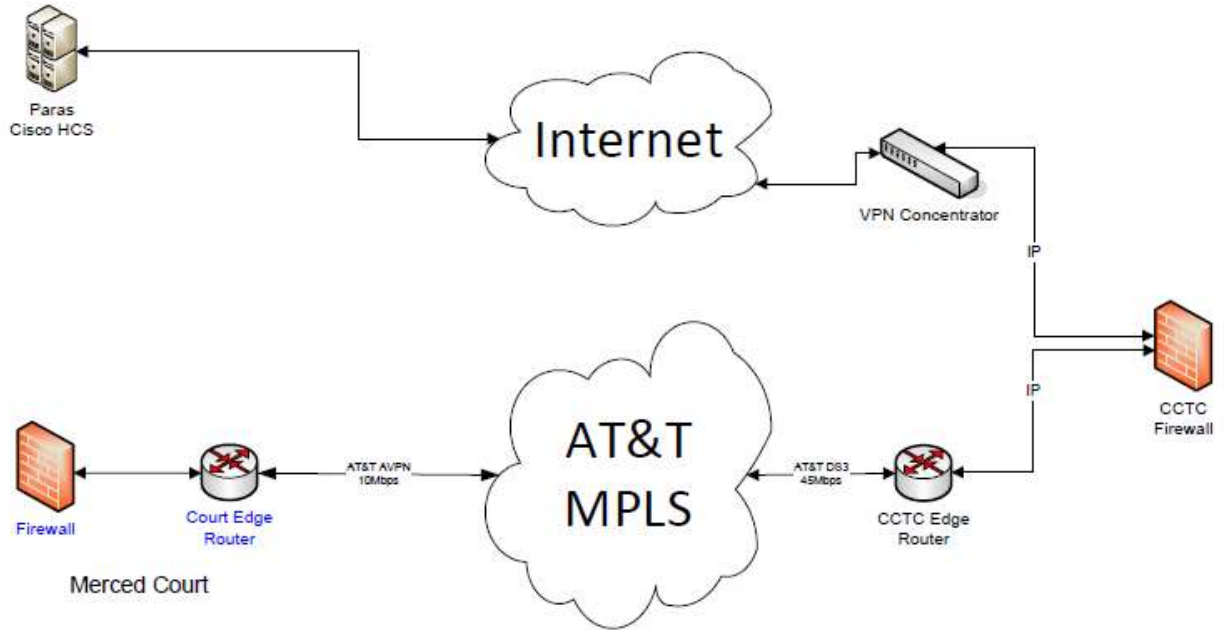 Paras
Cisco HCS
Internet
VPN Concentrator
IP
IP
CCTC
Firewall
Firewall
Court Edge
Router
AT&T AVPN
10Mbps
AT&T
MPLS
AT&T DS3
45Mbps
CCTC Edge
Router
Merced Court